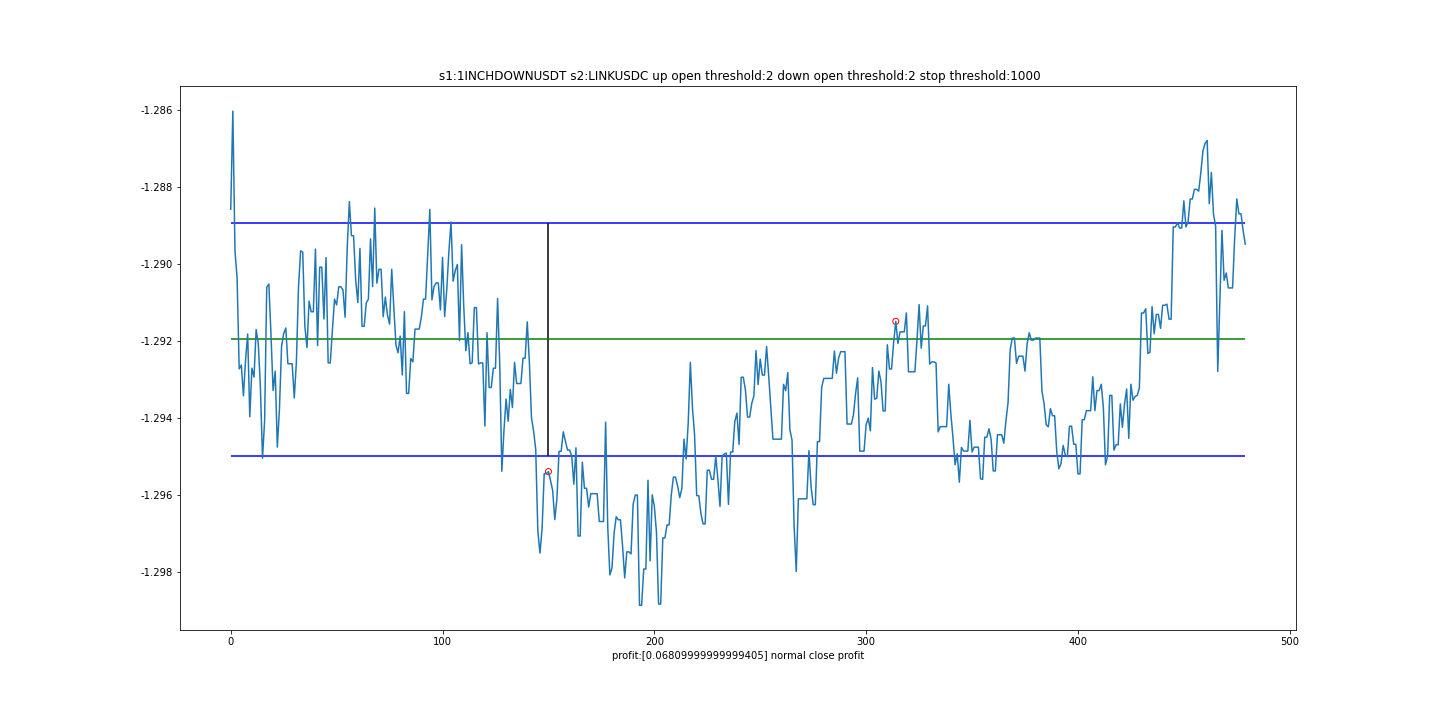 s1:1INCHDOWNUSDT s2:LINKUSDC up open threshold:2 down open threshold:2 stop threshold:1000
-1.286
-1.288
-1.290
-1.292
-1.294
-1.296
-1.298
0 100 200 300 400 500
profit:[0.06809999999999405] normal close profit